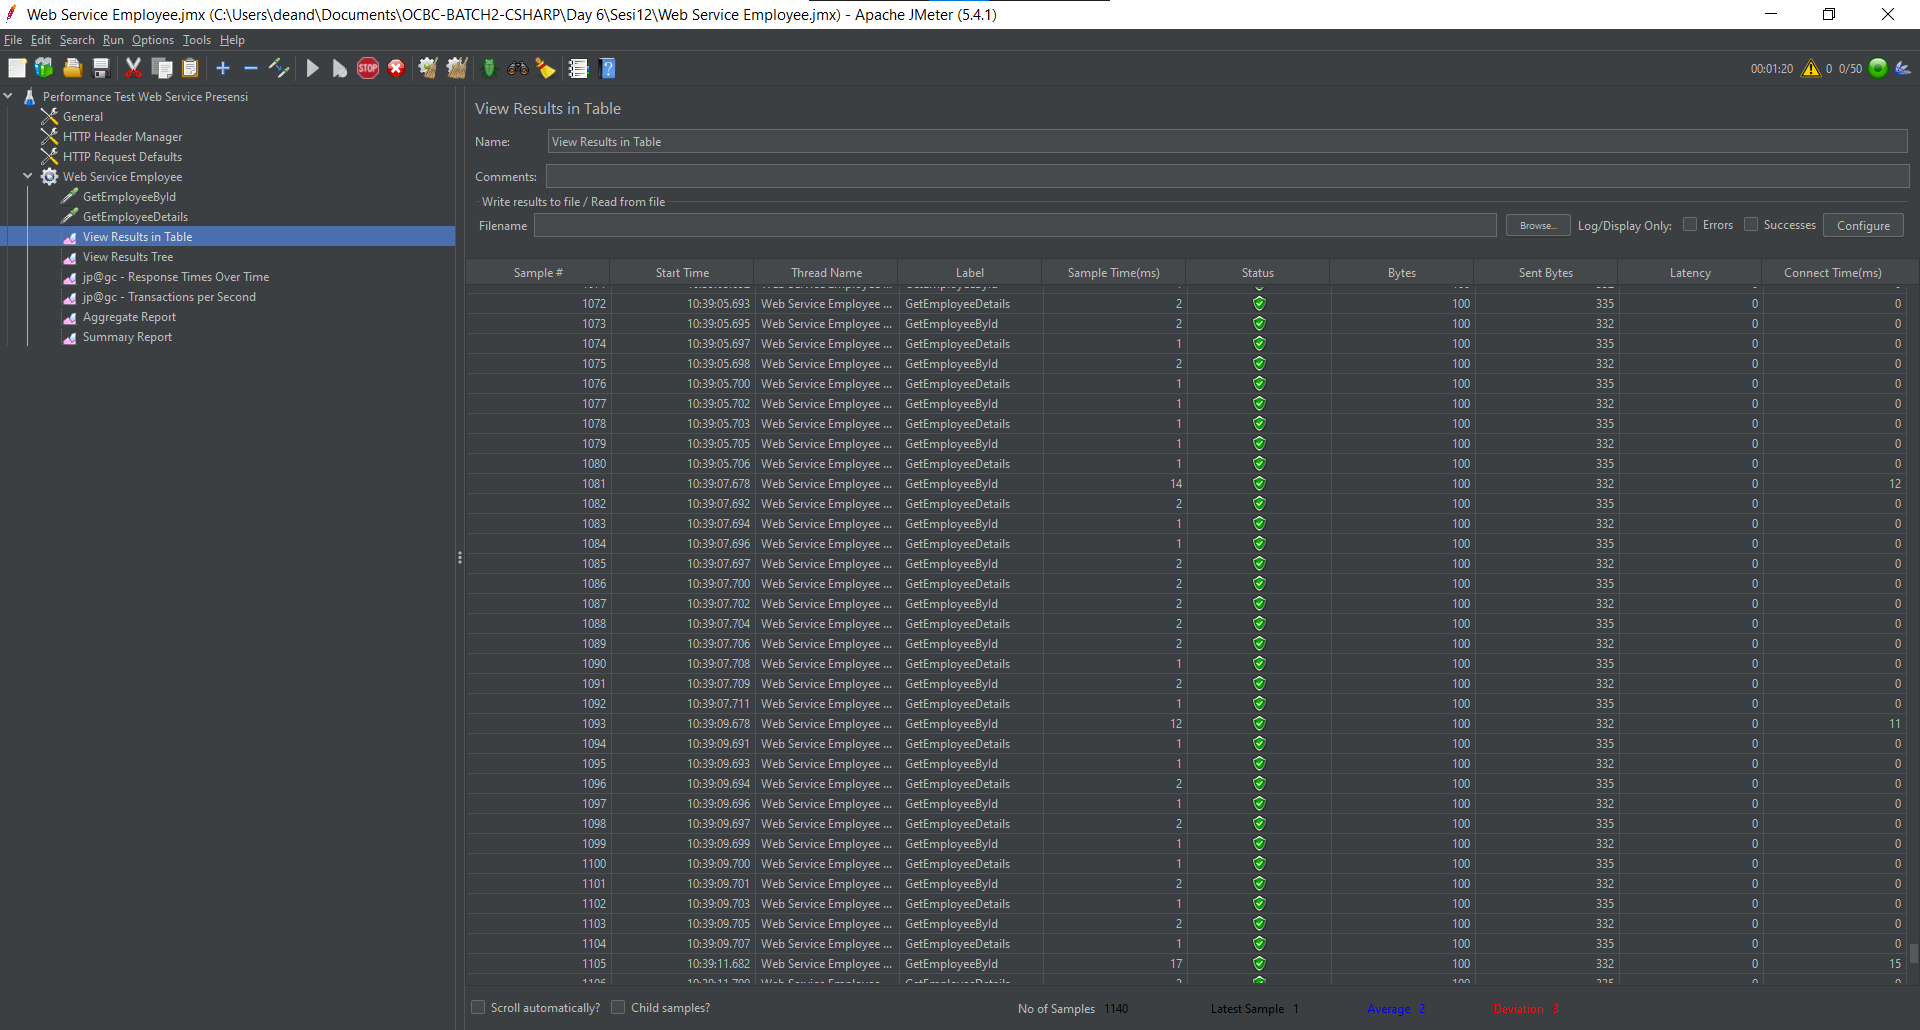 Web Service Employee.jmx (C:\Users\deand\Documents\OCBC-BATCH2-CSHARP\Day 6\Sesi12\Web Service Employee.jmx) - Apache JMeter (5.4.1)
File Edit Search Run Options Tools Help
STOP 00:01:20 0 0/50
Performance Test Web Service Presensi
General
HTTP Header Manager
HTTP Request Defaults
Web Service Employee
GetEmployeeById
GetEmployeeDetails
View Results in Table
View Results Tree
jp@gc - Response Times Over Time
jp@gc - Transactions per Second
Aggregate Report
Summary Report
View Results in Table
Name: View Results in Table
Comments:
Write results to file / Read from file
Filename Browse... Log/Display Only: Errors Successes Configure
Sample # Start Time Thread Name Label Sample Time(ms) Status Bytes Sent Bytes Latency Connect Time(ms)
1072 10:39:05.693 Web Service Employee ... GetEmployeeDetails 2 100 335 0 0
1073 10:39:05.695 Web Service Employee ... GetEmployeeById 2 100 332 0 0
1074 10:39:05.697 Web Service Employee ... GetEmployeeDetails 1 100 335 0 0
1075 10:39:05.698 Web Service Employee ... GetEmployeeById 2 100 332 0 0
1076 10:39:05.700 Web Service Employee ... GetEmployeeDetails 1 100 335 0 0
1077 10:39:05.702 Web Service Employee ... GetEmployeeById 1 100 332 0 0
1078 10:39:05.703 Web Service Employee ... GetEmployeeDetails 1 100 335 0 0
1079 10:39:05.705 Web Service Employee ... GetEmployeeById 1 100 332 0 0
1080 10:39:05.706 Web Service Employee ... GetEmployeeDetails 1 100 335 0 0
1081 10:39:07.678 Web Service Employee ... GetEmployeeById 14 100 332 0 12
1082 10:39:07.692 Web Service Employee ... GetEmployeeDetails 2 100 335 0 0
1083 10:39:07.694 Web Service Employee ... GetEmployeeById 1 100 332 0 0
1084 10:39:07.696 Web Service Employee ... GetEmployeeDetails 1 100 335 0 0
1085 10:39:07.697 Web Service Employee ... GetEmployeeById 2 100 332 0 0
1086 10:39:07.700 Web Service Employee ... GetEmployeeDetails 2 100 335 0 0
1087 10:39:07.702 Web Service Employee ... GetEmployeeById 2 100 332 0 0
1088 10:39:07.704 Web Service Employee ... GetEmployeeDetails 2 100 335 0 0
1089 10:39:07.706 Web Service Employee ... GetEmployeeById 2 100 332 0 0
1090 10:39:07.708 Web Service Employee ... GetEmployeeDetails 1 100 335 0 0
1091 10:39:07.709 Web Service Employee ... GetEmployeeById 2 100 332 0 0
1092 10:39:07.711 Web Service Employee ... GetEmployeeDetails 1 100 335 0 0
1093 10:39:09.678 Web Service Employee ... GetEmployeeById 12 100 332 0 11
1094 10:39:09.691 Web Service Employee ... GetEmployeeDetails 1 100 335 0 0
1095 10:39:09.693 Web Service Employee ... GetEmployeeById 1 100 332 0 0
1096 10:39:09.694 Web Service Employee ... GetEmployeeDetails 2 100 335 0 0
1097 10:39:09.696 Web Service Employee ... GetEmployeeById 1 100 332 0 0
1098 10:39:09.697 Web Service Employee ... GetEmployeeDetails 2 100 335 0 0
1099 10:39:09.699 Web Service Employee ... GetEmployeeById 1 100 332 0 0
1100 10:39:09.700 Web Service Employee ... GetEmployeeDetails 1 100 335 0 0
1101 10:39:09.701 Web Service Employee ... GetEmployeeById 2 100 332 0 0
1102 10:39:09.703 Web Service Employee ... GetEmployeeDetails 1 100 335 0 0
1103 10:39:09.705 Web Service Employee ... GetEmployeeById 2 100 332 0 0
1104 10:39:09.707 Web Service Employee ... GetEmployeeDetails 1 100 335 0 0
1105 10:39:11.682 Web Service Employee ... GetEmployeeById 17 100 332 0 15
Scroll automatically? Child samples? No of Samples 1140 Latest Sample 1 Average 2 Deviation 3